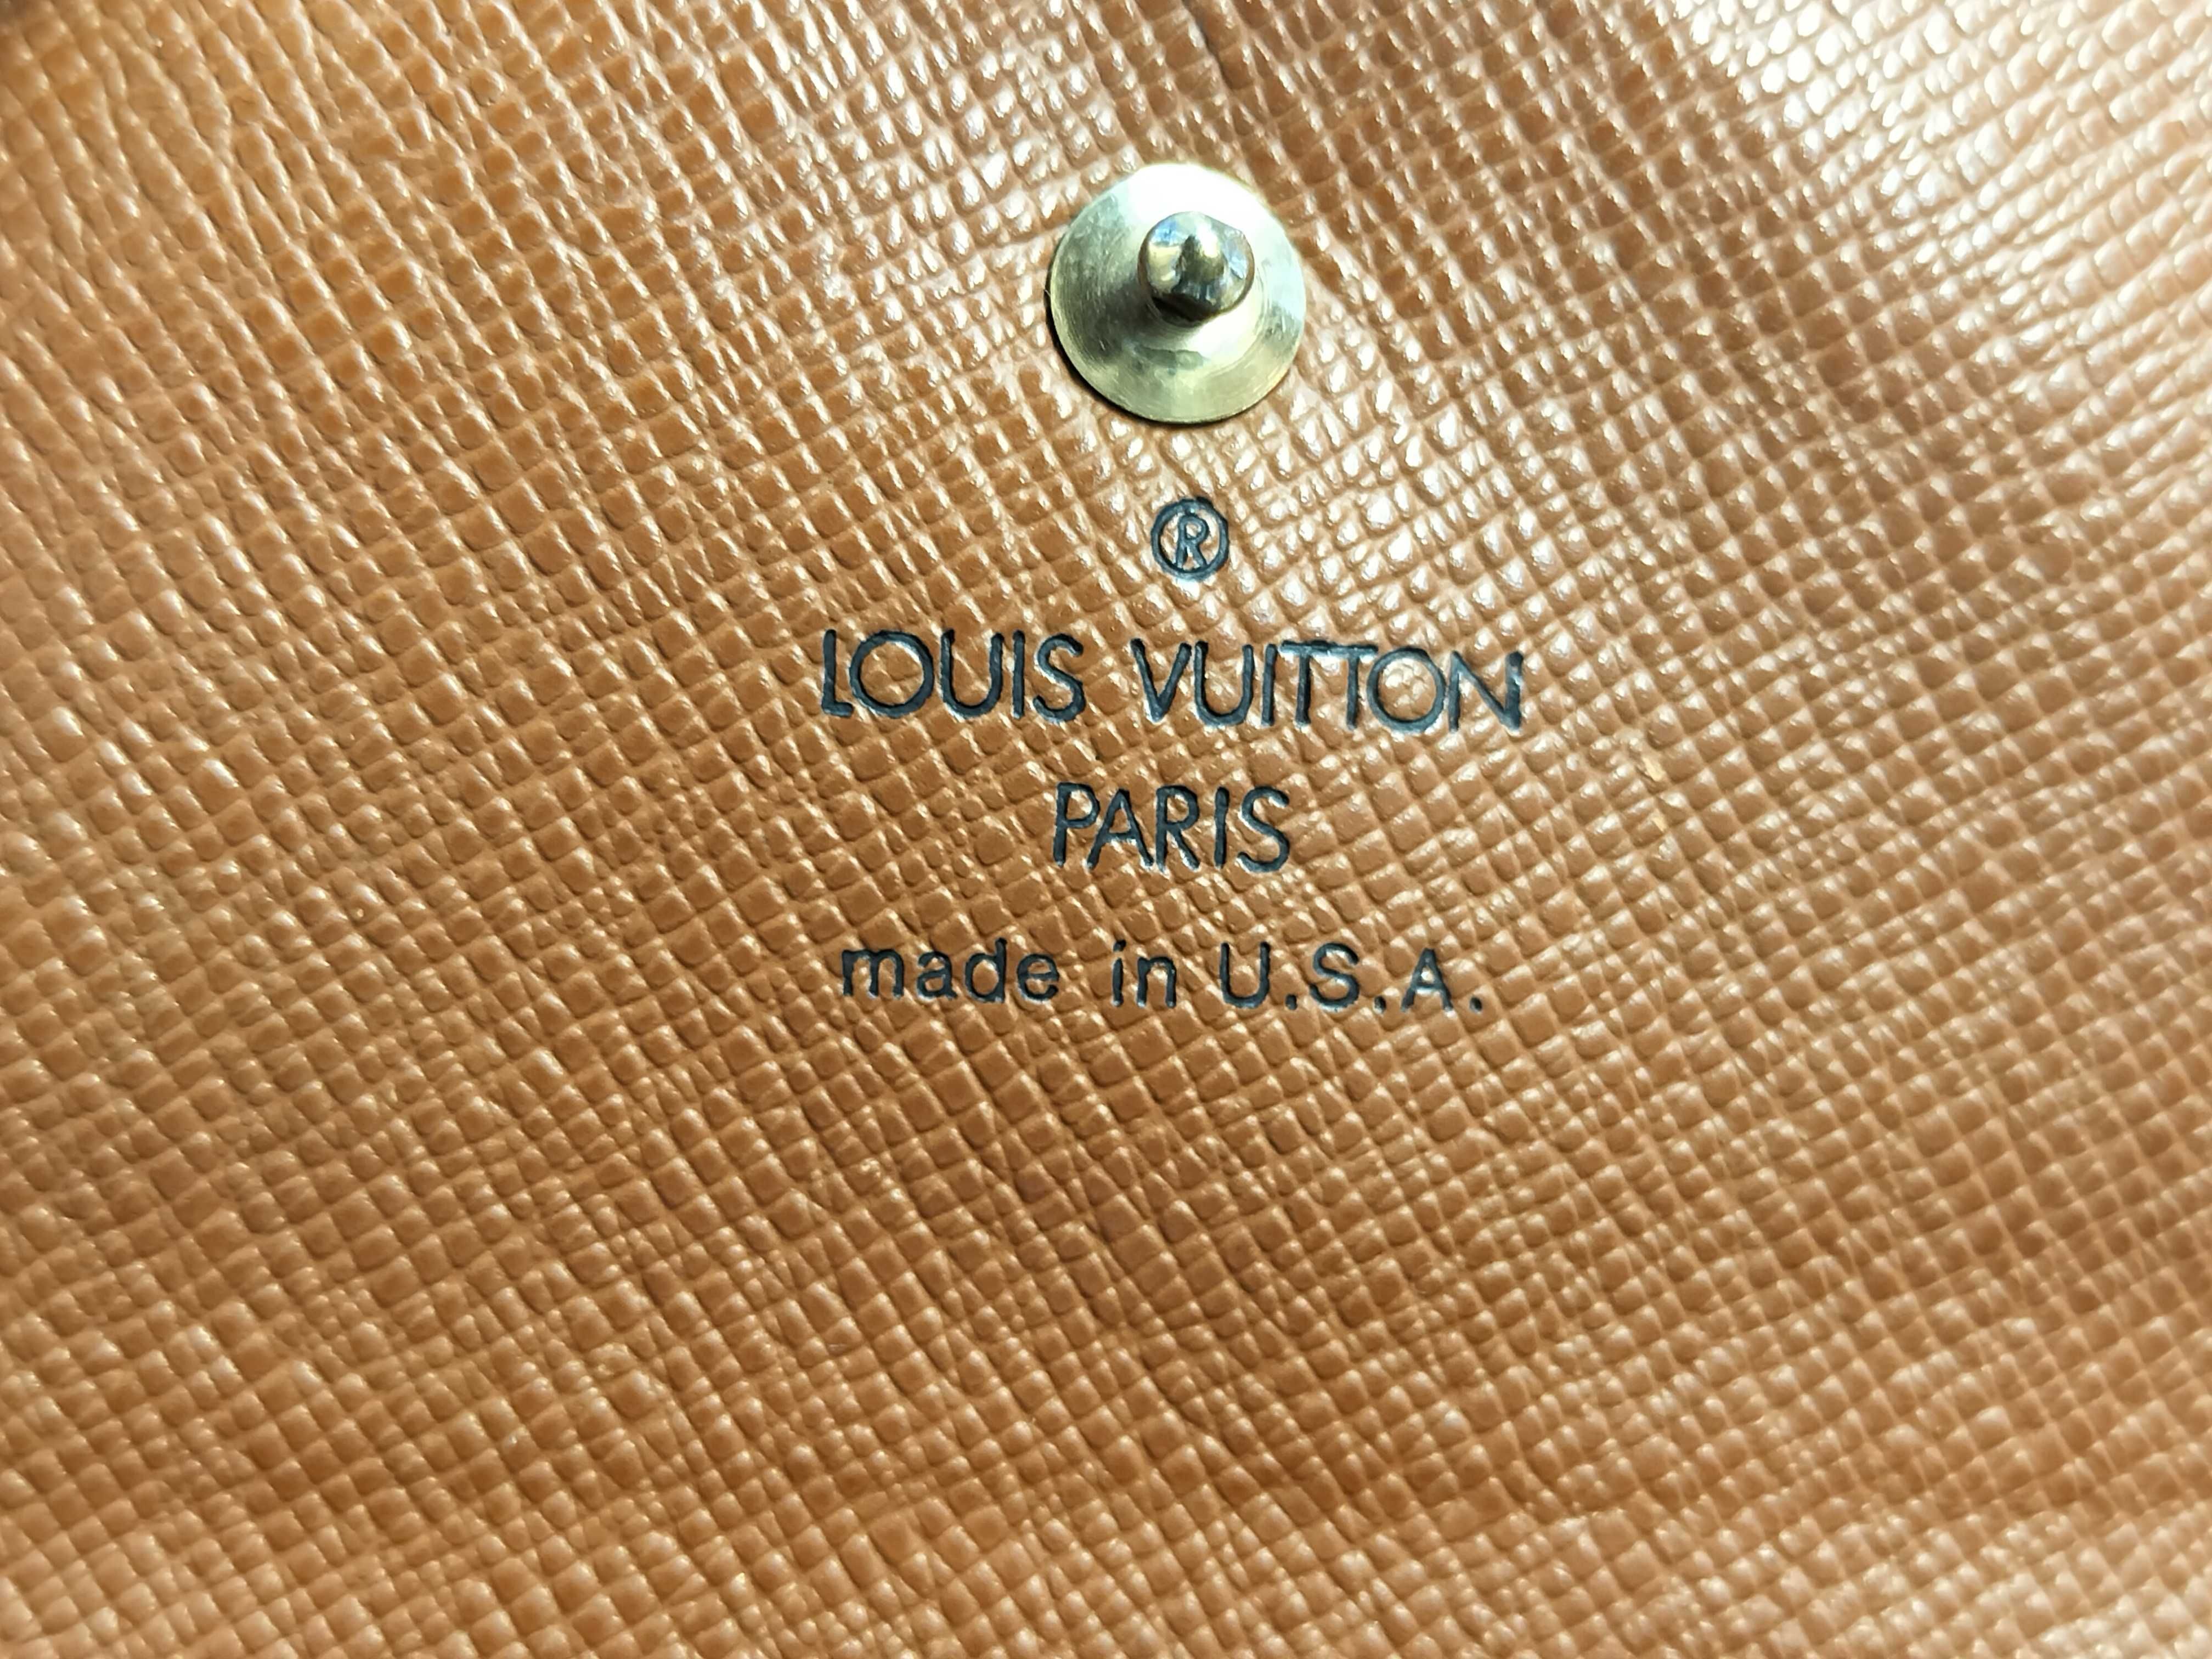 ®
LOUIS VUITTON
PARIS
made in U.S.A.